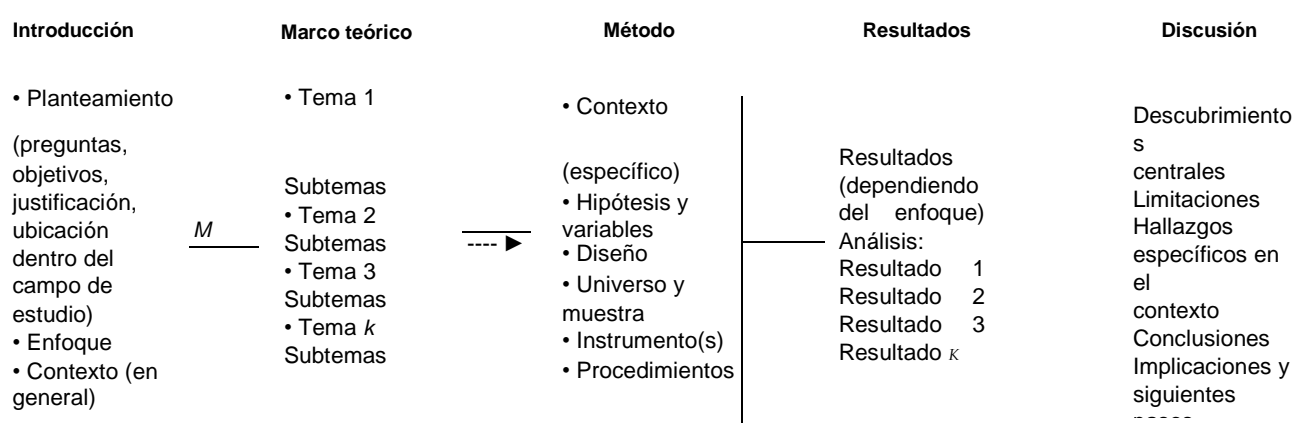 Introducción
• Planteamiento
(preguntas,
objetivos,
justificación,
ubicación
dentro del
campo de
estudio)
• Enfoque
• Contexto (en
general)
M
Marco teórico
• Tema 1
Subtemas
• Tema 2
Subtemas
• Tema 3
Subtemas
• Tema k
Subtemas
Método
• Contexto
(específico)
• Hipótesis y
variables
• Diseño
• Universo y
muestra
• Instrumento(s)
• Procedimientos
Resultados
Resultados
(dependiendo
del enfoque)
Análisis:
Resultado 1
Resultado 2
Resultado 3
Resultado K
Discusión
Descubrimiento
s
centrales
Limitaciones
Hallazgos
específicos en
el
contexto
Conclusiones
Implicaciones y
siguientes